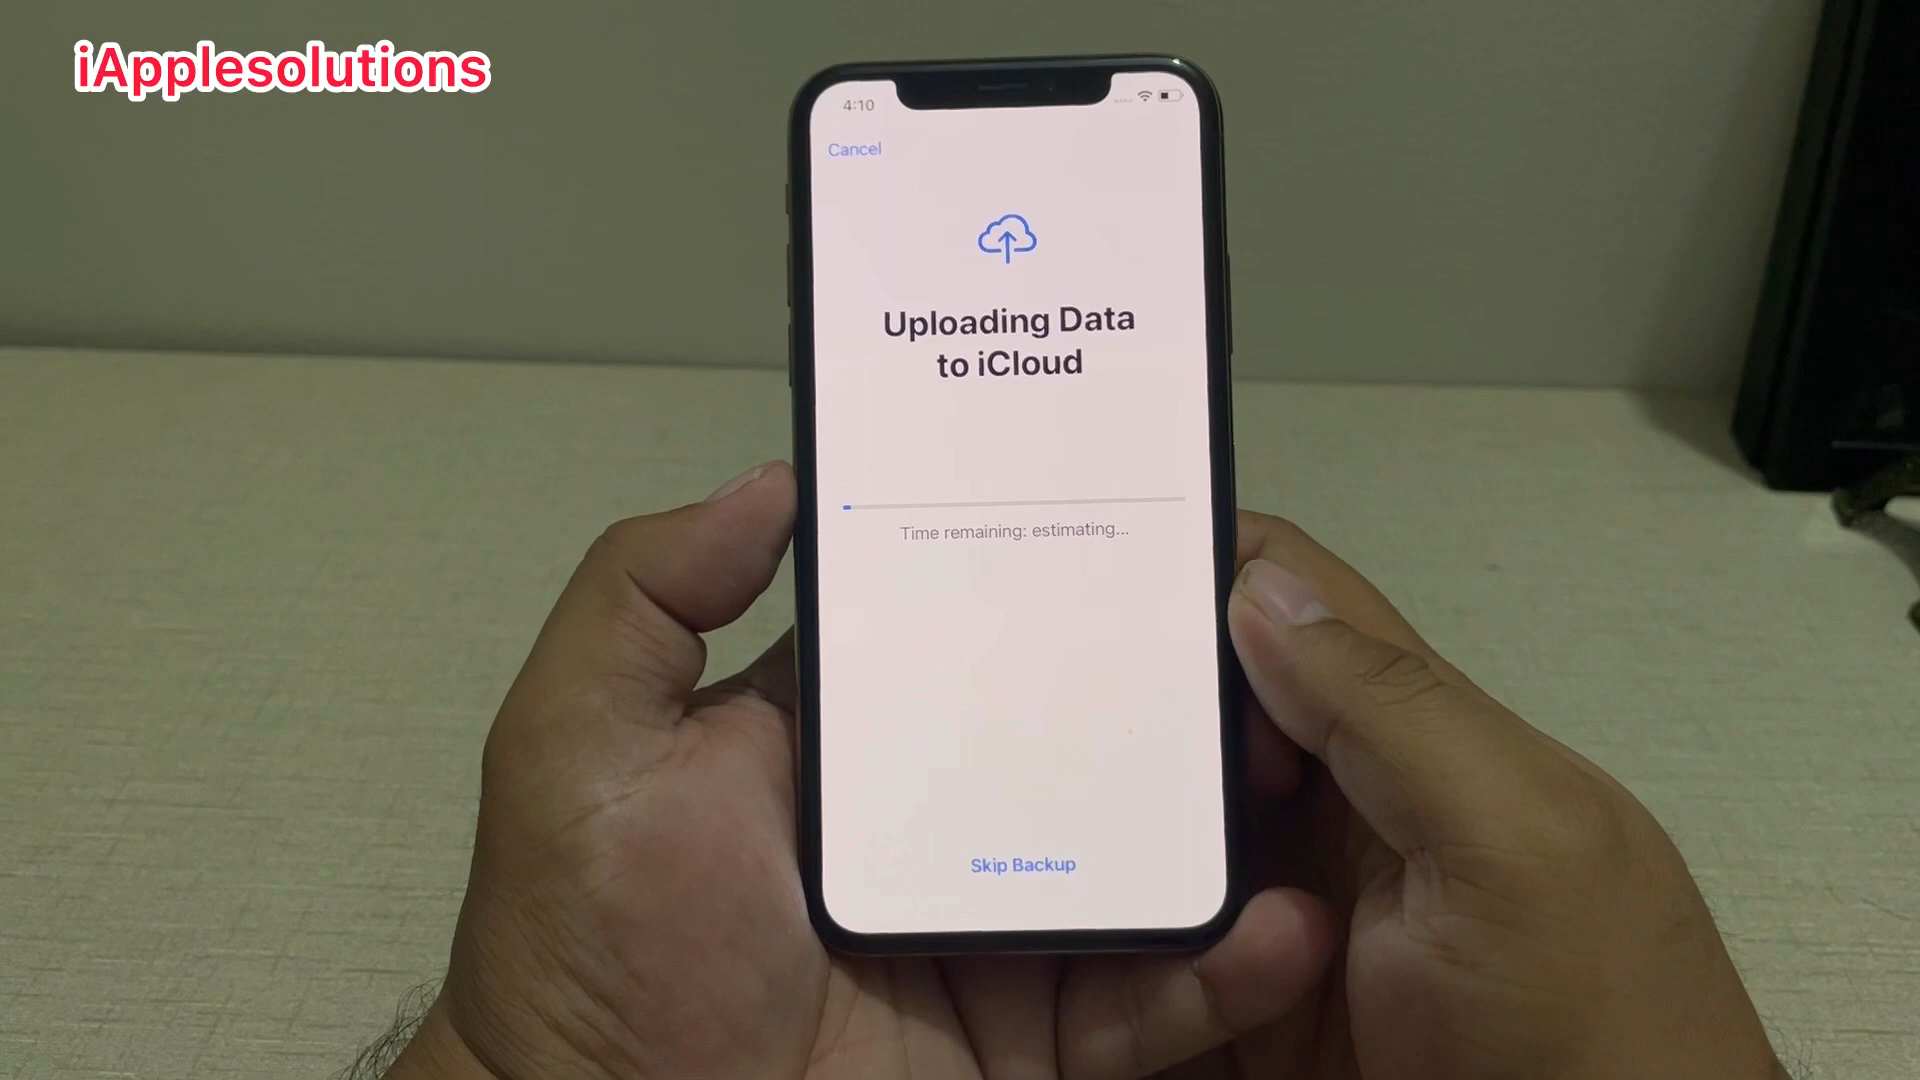 iApplesolutions
4:10
Cancel
Uploading Data
to iCloud
Time remaining: estimating...
Skip Backup